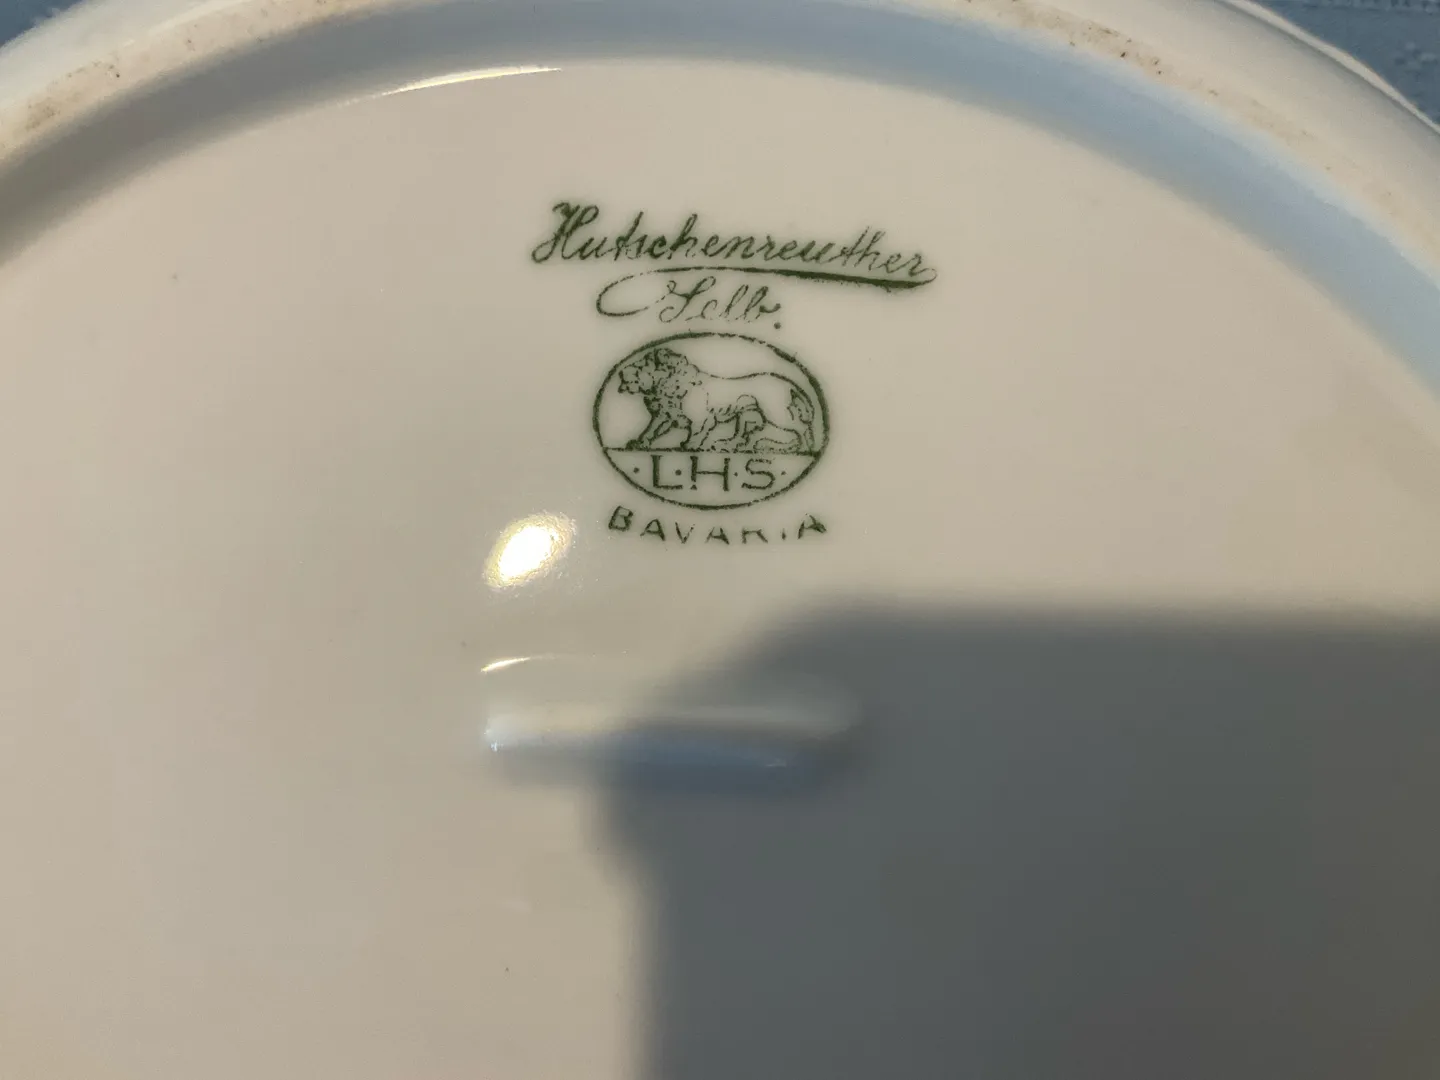 Hutschenreuther
Selb.
·L·H·S·
BAVARIA